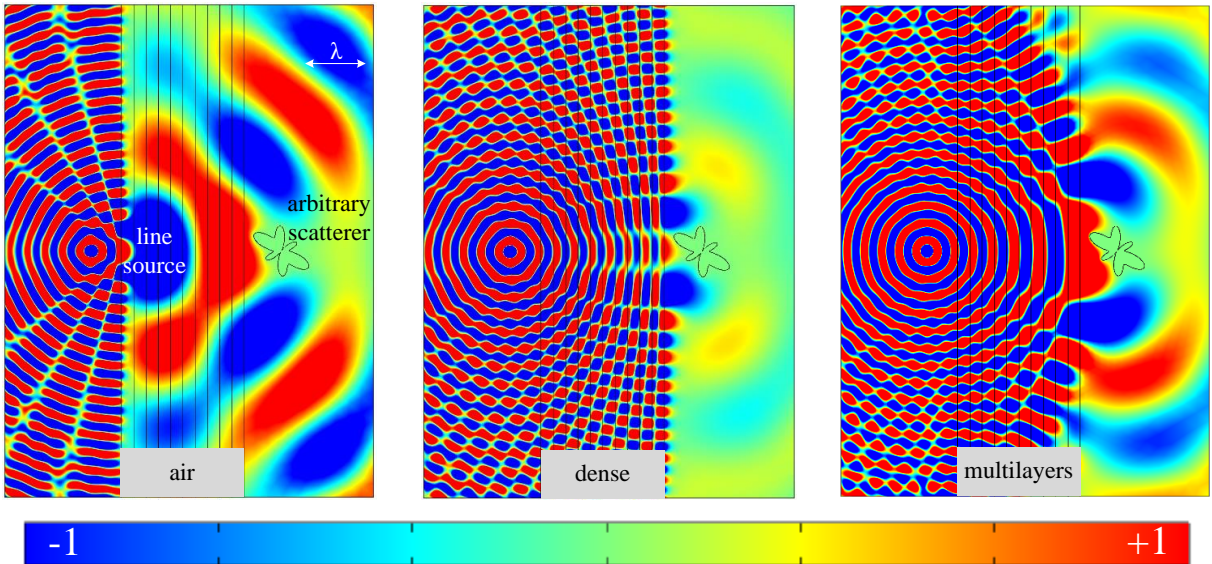 λ
arbitrary
scatterer
line
source
air
dense
multilayers
-1
+1